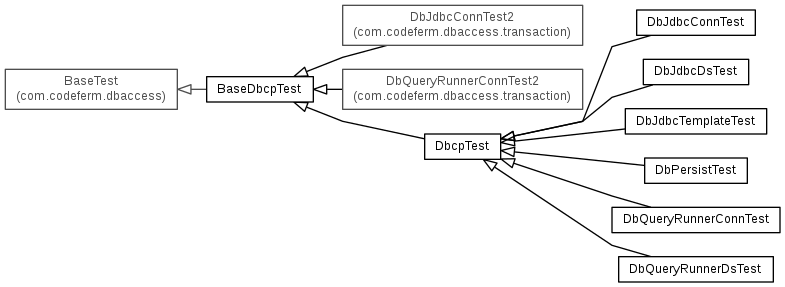 DbJdbcConnTest2
(com.codeferm.dbaccess.transaction)
DbJdbcConnTest
DbJdbcDsTest
BaseTest
(com.codeferm.dbaccess)
BaseDbcpTest
DbQueryRunnerConnTest2
(com.codeferm.dbaccess.transaction)
DbJdbcTemplateTest
DbcpTest
DbPersistTest
DbQueryRunnerConnTest
DbQueryRunnerDsTest